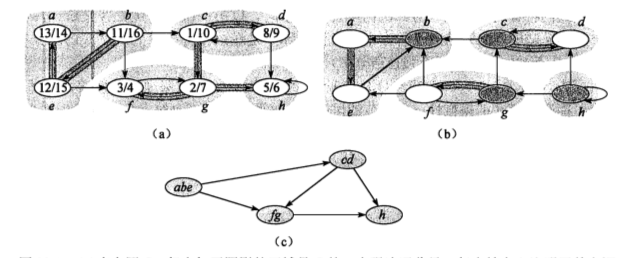 a b c d
13/14 11/16 1/10 8/9
12/15 3/4 2/7 5/6
e f g h
(a)
a b c d
e f g h
(b)
cd
abe
fg h
(c)